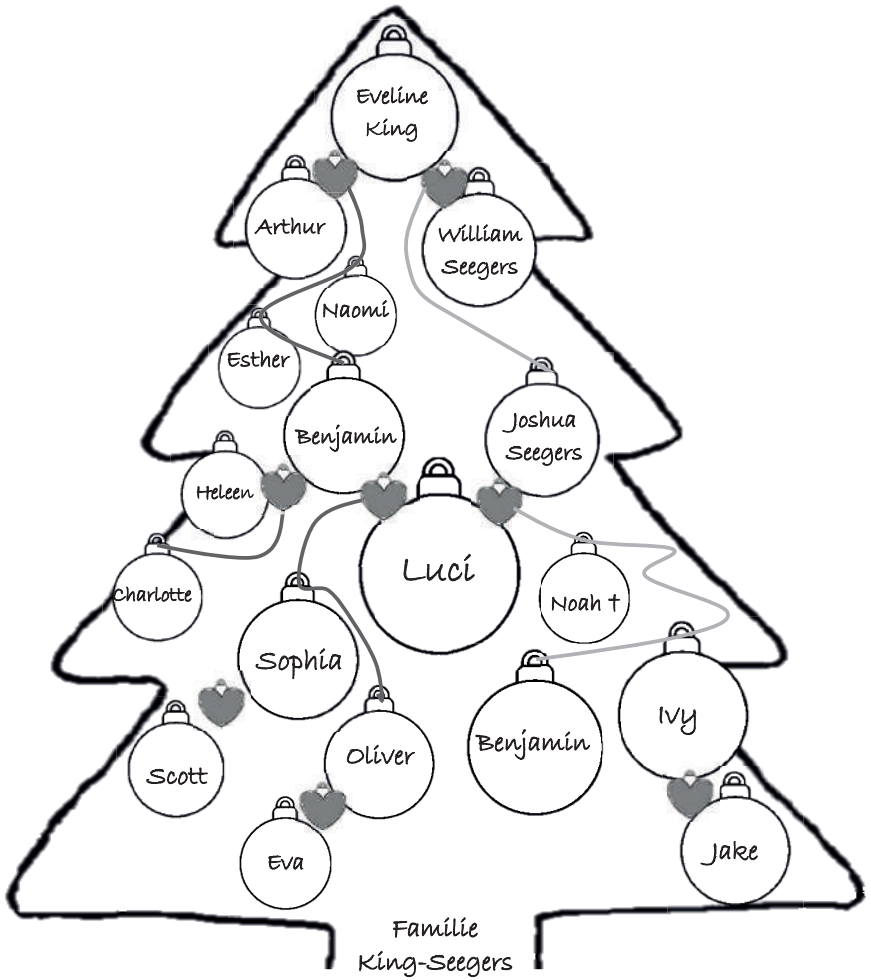 Eveline
King
Arthur
William
Seegers
Naomi
Esther
Benjamin
Joshua
Seegers
Heleen
Luci
Charlotte
Noah †
Sophia
Ivy
Scott
Oliver
Benjamin
Eva
Jake
Familie
King-Seegers